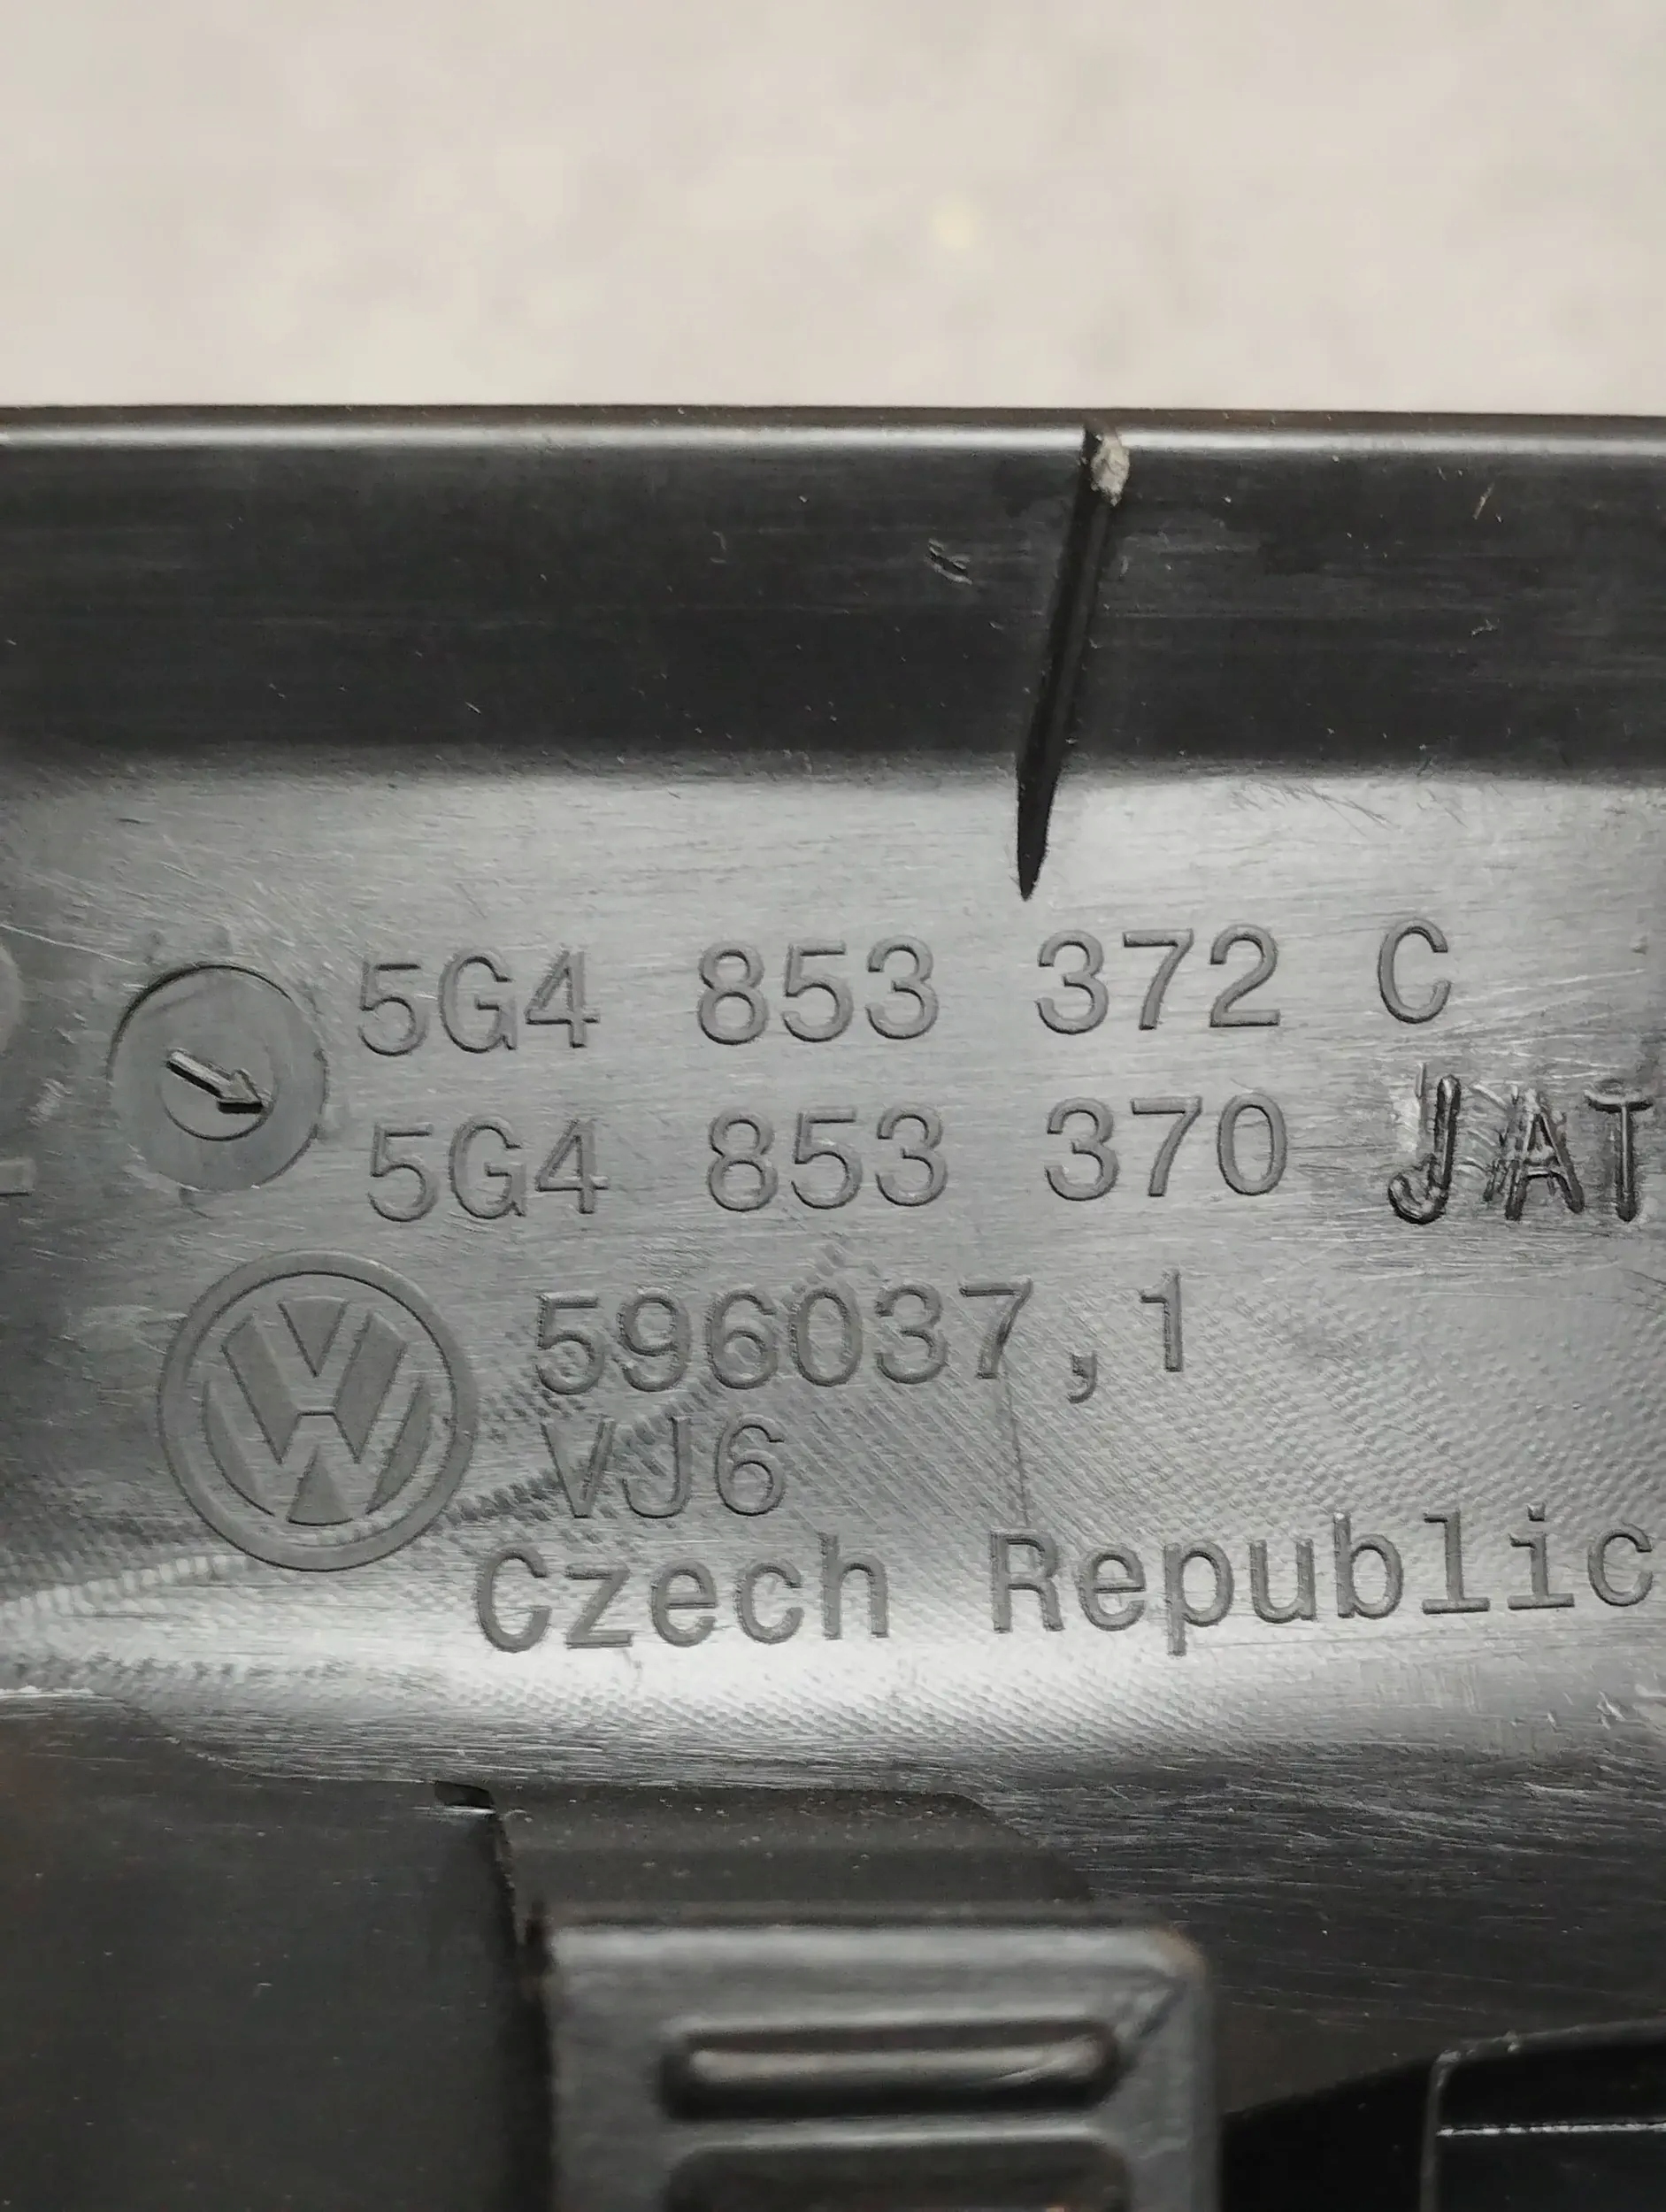 5G4 853 372 C
5G4 853 370 JAT
596037,1
VJ6
Czech Republic